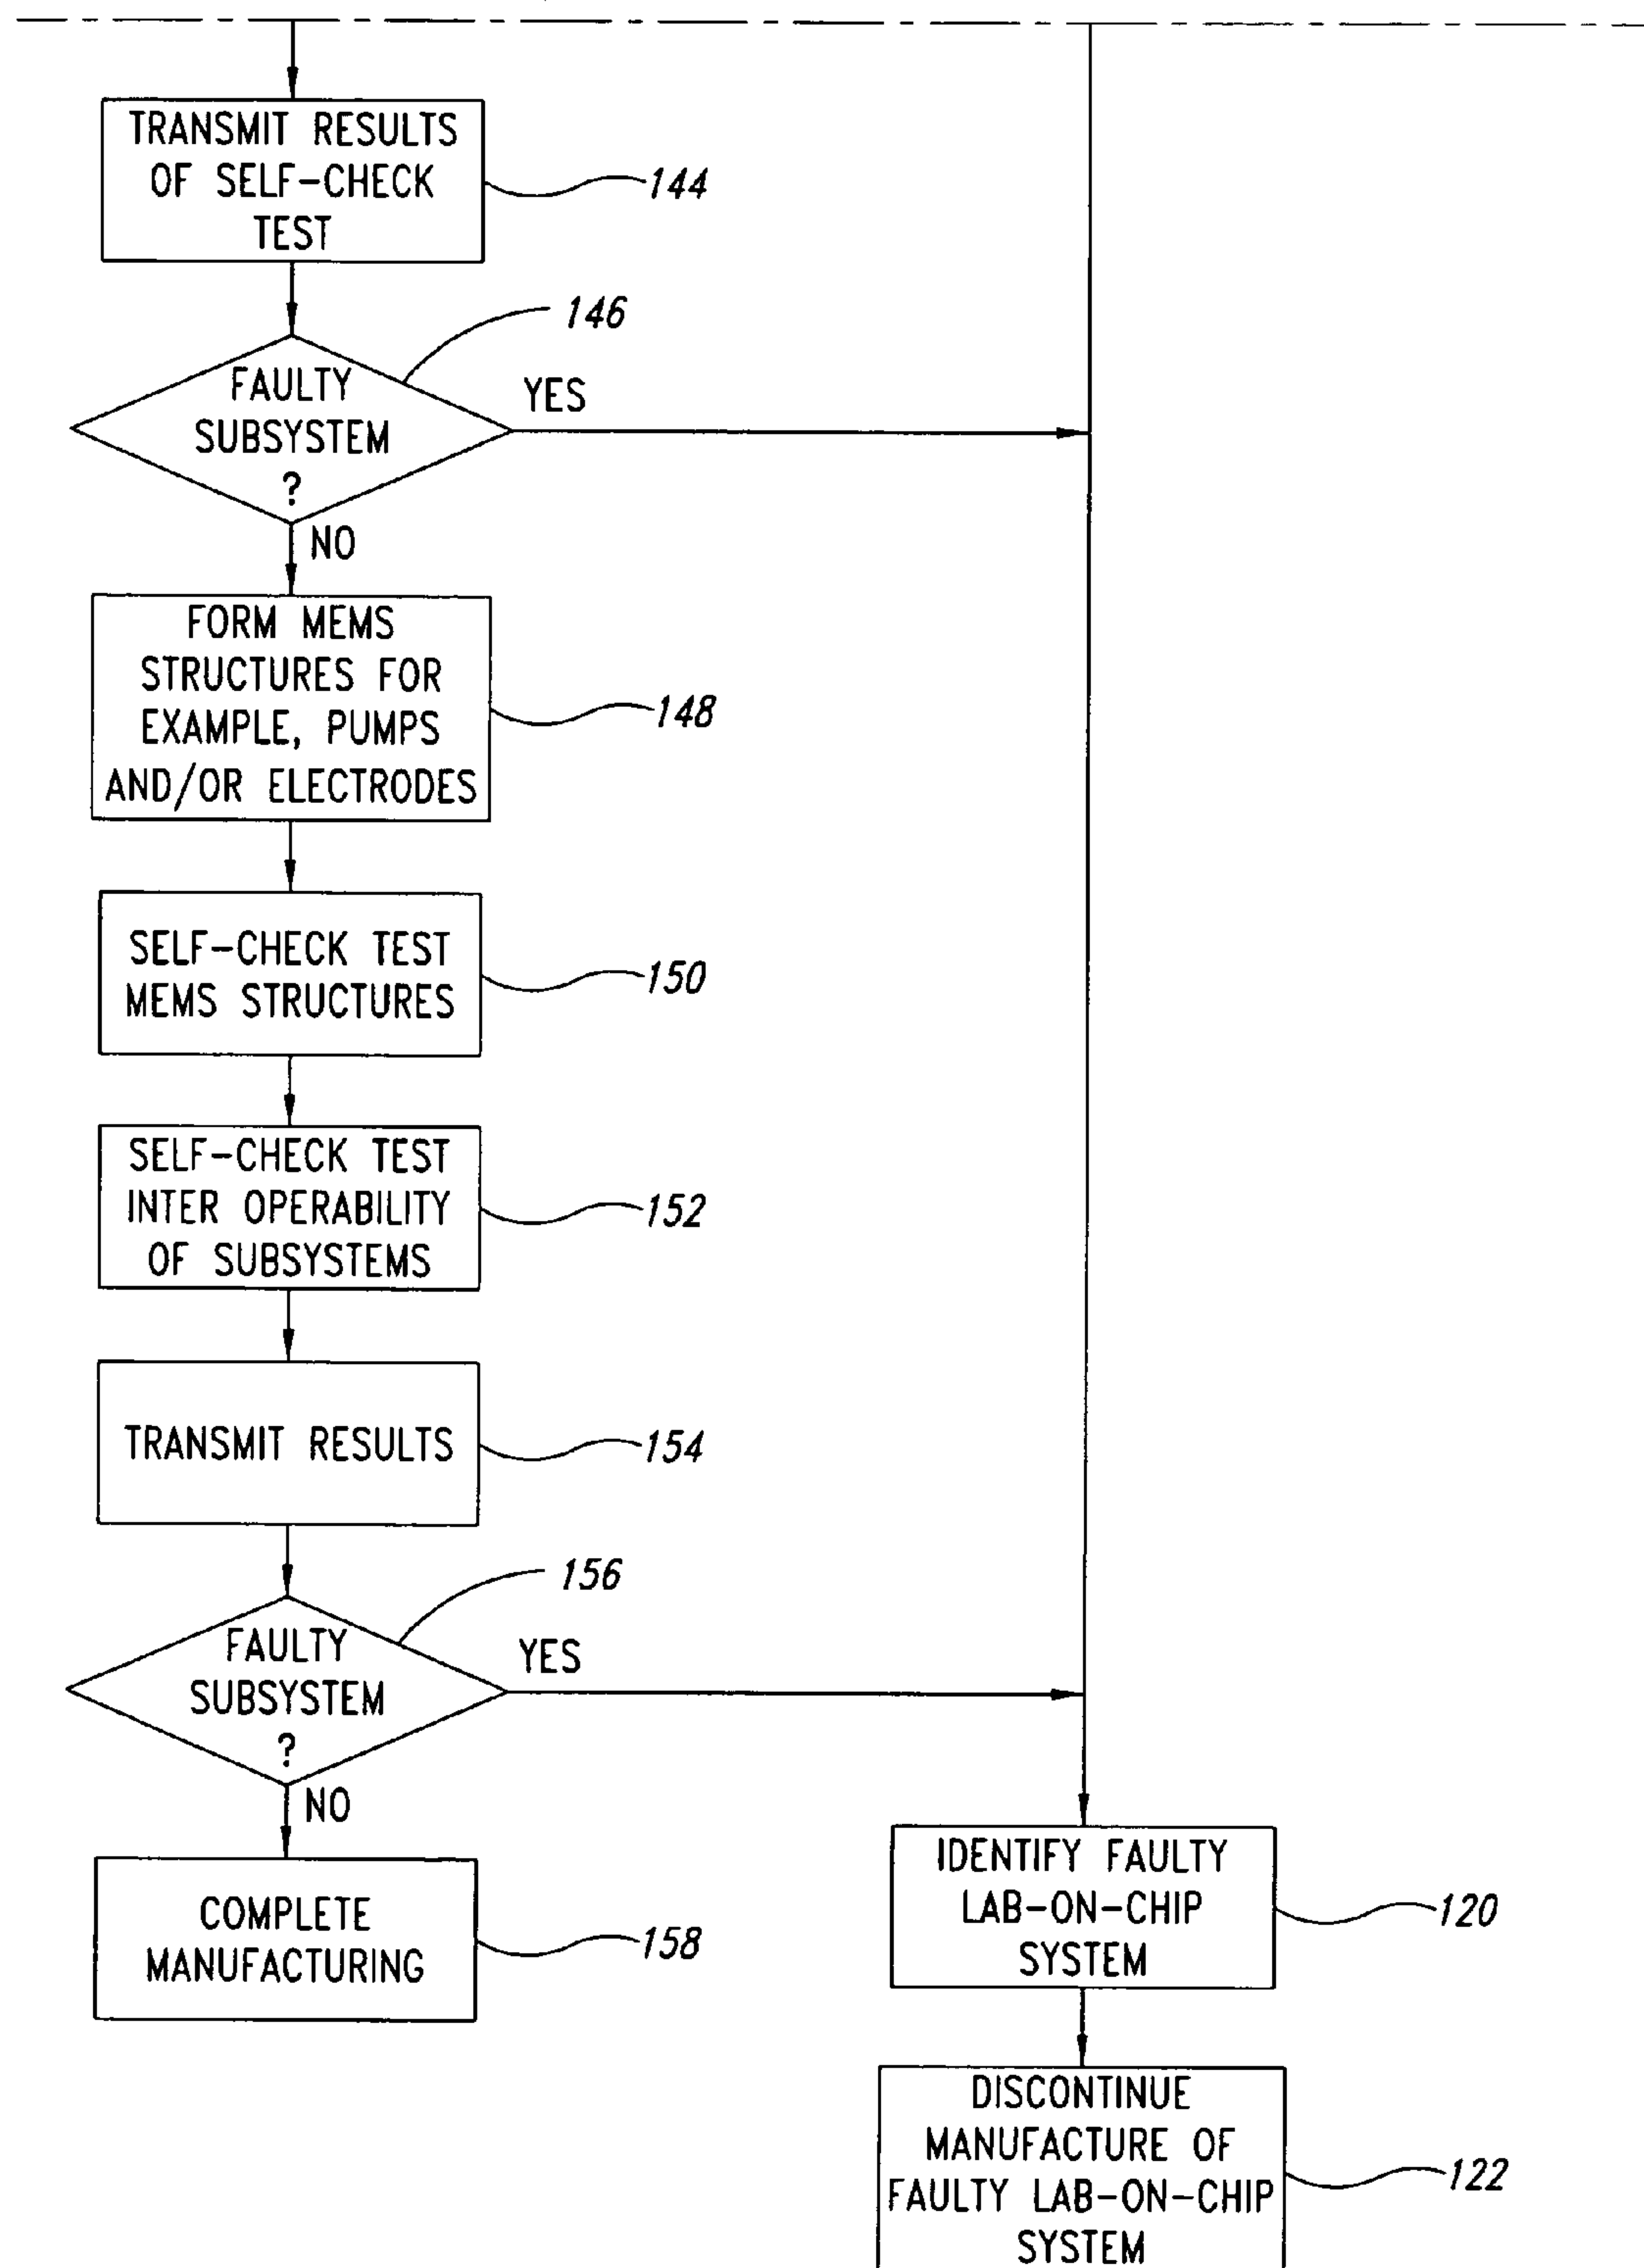 TRANSMIT RESULTS
OF SELF-CHECK
TEST
144
146
FAULTY
SUBSYSTEM
?
YES
NO
FORM MEMS
STRUCTURES FOR
EXAMPLE, PUMPS
AND/OR ELECTRODES
148
SELF-CHECK TEST
MEMS STRUCTURES
150
SELF-CHECK TEST
INTER OPERABILITY
OF SUBSYSTEMS
152
TRANSMIT RESULTS
154
156
FAULTY
SUBSYSTEM
?
YES
NO
COMPLETE
MANUFACTURING
158
IDENTIFY FAULTY
LAB-ON-CHIP
SYSTEM
120
DISCONTINUE
MANUFACTURE OF
FAULTY LAB-ON-CHIP
SYSTEM
122